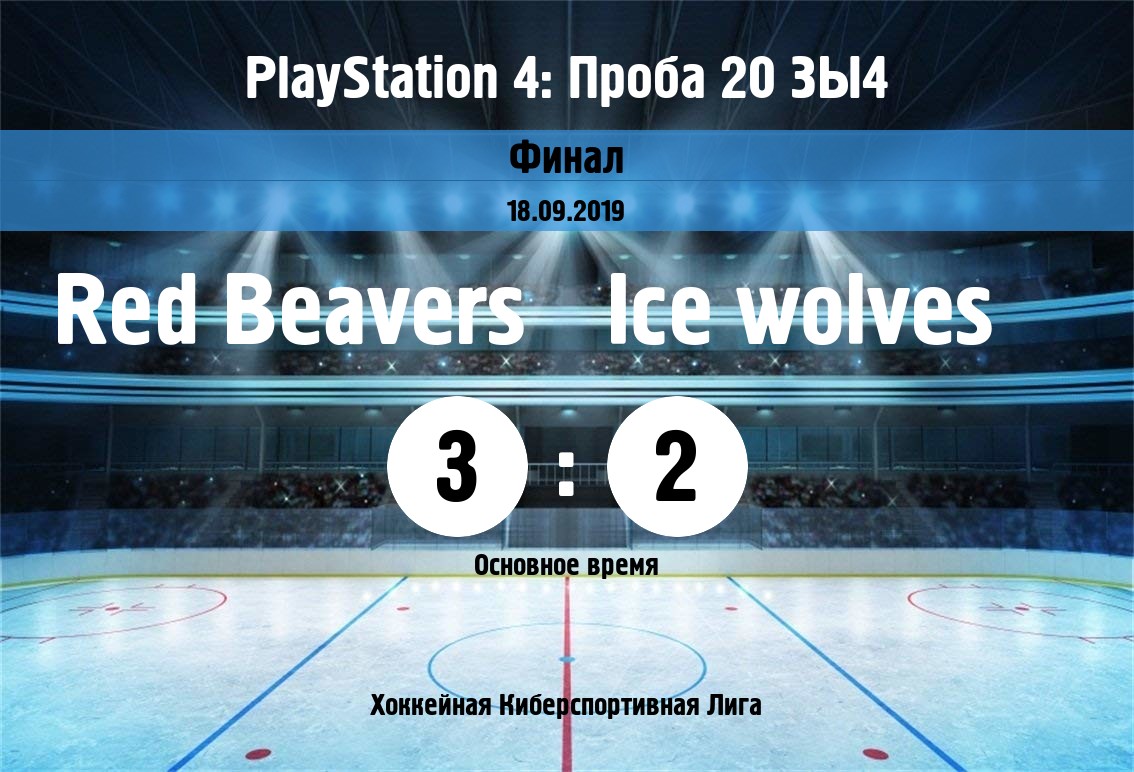 PlayStation 4: Проба 20 ЗЫ4
Финал
18.09.2019
Red Beavers Ice wolves
3 : 2
Основное время
Хоккейная Киберспортивная Лига